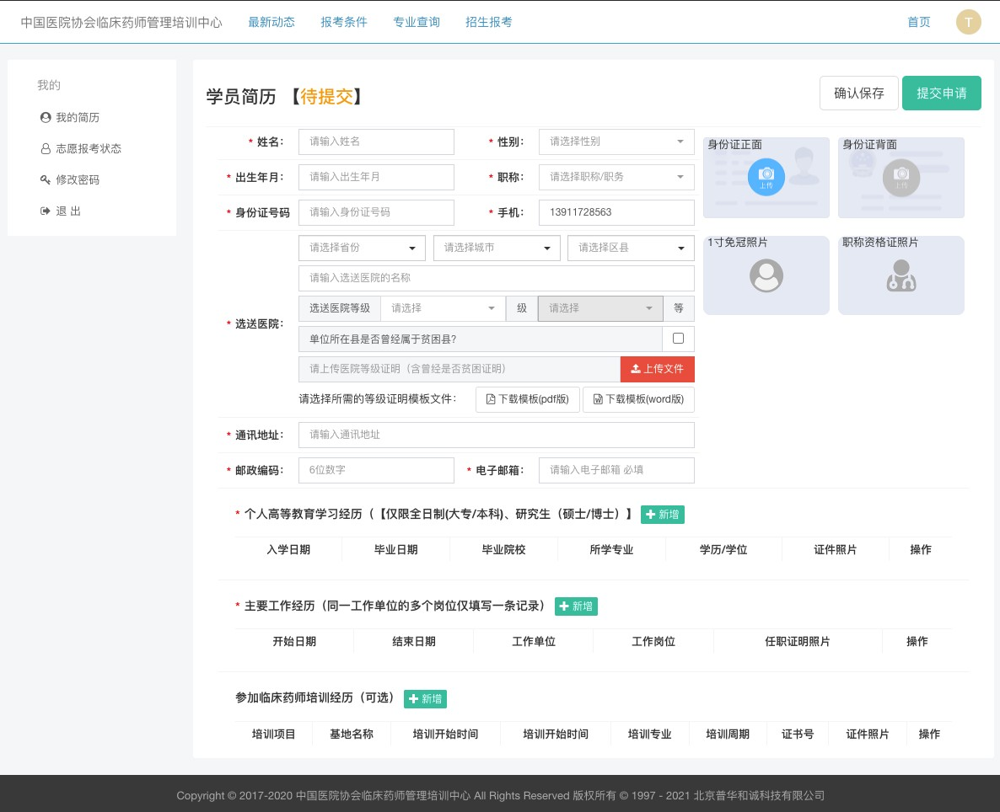 中国医院协会临床药师管理培训中心 最新动态 报考条件 专业查询 招生报考 首页 T
我的
我的简历
志愿报考状态
修改密码
退 出
学员简历 【待提交】 确认保存 提交申请
* 姓名： 请输入姓名 * 性别： 请选择性别
* 出生年月： 请输入出生年月 * 职称： 请选择职称/职务
* 身份证号码 请输入身份证号码 * 手机： 13911728563
身份证正面 上传 身份证背面 上传
1寸免冠照片 职称资格证照片
请选择省份 请选择城市 请选择区县
请输入选送医院的名称
* 选送医院： 选送医院等级 请选择 级 请选择 等
单位所在县是否曾经属于贫困县?
请上传医院等级证明（含曾经是否贫困证明） 上传文件
请选择所需的等级证明模板文件： 下载模板(pdf版) 下载模板(word版)
* 通讯地址： 请输入通讯地址
* 邮政编码： 6位数字 * 电子邮箱： 请输入电子邮箱 必填
* 个人高等教育学习经历（【仅限全日制(大专/本科)、研究生（硕士/博士）】 新增
入学日期 毕业日期 毕业院校 所学专业 学历/学位 证件照片 操作
* 主要工作经历（同一工作单位的多个岗位仅填写一条记录） 新增
开始日期 结束日期 工作单位 工作岗位 任职证明照片 操作
参加临床药师培训经历（可选） 新增
培训项目 基地名称 培训开始时间 培训开始时间 培训专业 培训周期 证书号 证件照片 操作
Copyright © 2017-2020 中国医院协会临床药师管理培训中心 All Rights Reserved 版权所有 © 1997 - 2021 北京普华和诚科技有限公司